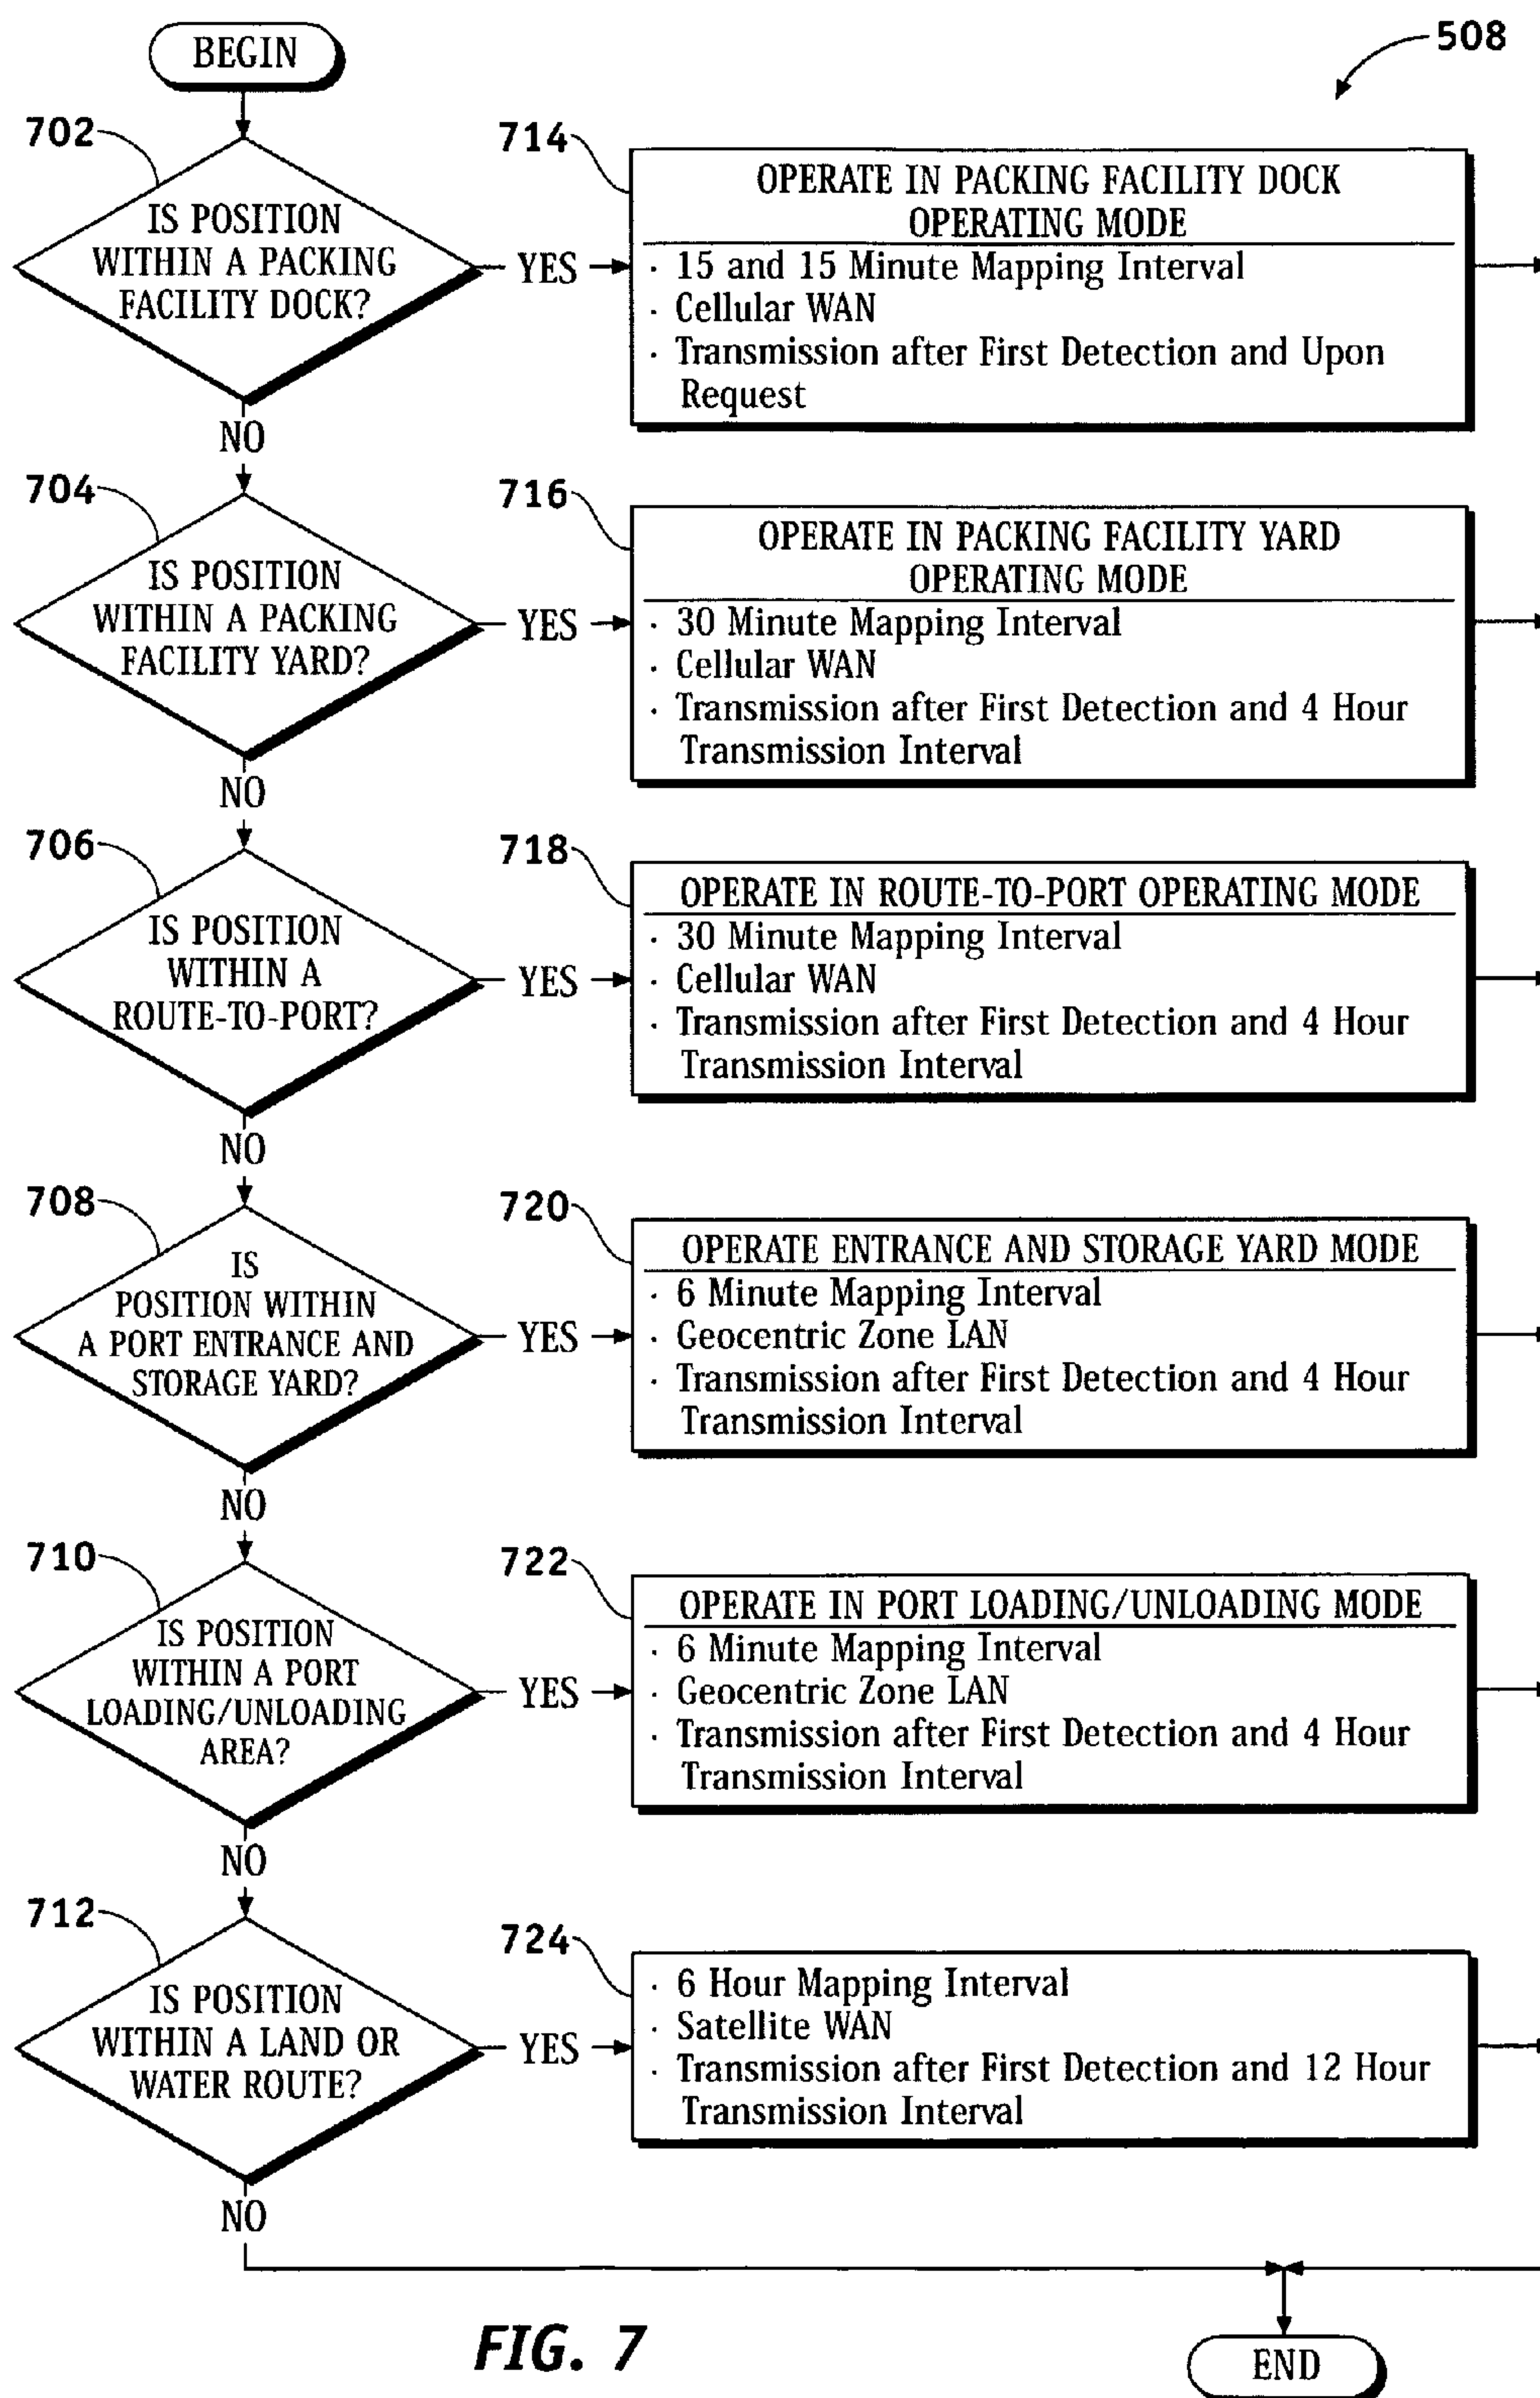 BEGIN
508
702
IS POSITION
WITHIN A PACKING
FACILITY DOCK?
YES
NO
714
OPERATE IN PACKING FACILITY DOCK
OPERATING MODE
· 15 and 15 Minute Mapping Interval
· Cellular WAN
· Transmission after First Detection and Upon
Request
704
IS POSITION
WITHIN A PACKING
FACILITY YARD?
YES
NO
716
OPERATE IN PACKING FACILITY YARD
OPERATING MODE
· 30 Minute Mapping Interval
· Cellular WAN
· Transmission after First Detection and 4 Hour
Transmission Interval
706
IS POSITION
WITHIN A
ROUTE-TO-PORT?
YES
NO
718
OPERATE IN ROUTE-TO-PORT OPERATING MODE
· 30 Minute Mapping Interval
· Cellular WAN
· Transmission after First Detection and 4 Hour
Transmission Interval
708
IS
POSITION WITHIN
A PORT ENTRANCE AND
STORAGE YARD?
YES
NO
720
OPERATE ENTRANCE AND STORAGE YARD MODE
· 6 Minute Mapping Interval
· Geocentric Zone LAN
· Transmission after First Detection and 4 Hour
Transmission Interval
710
IS POSITION
WITHIN A PORT
LOADING/UNLOADING
AREA?
YES
NO
722
OPERATE IN PORT LOADING/UNLOADING MODE
· 6 Minute Mapping Interval
· Geocentric Zone LAN
· Transmission after First Detection and 4 Hour
Transmission Interval
712
IS POSITION
WITHIN A LAND OR
WATER ROUTE?
YES
NO
724
· 6 Hour Mapping Interval
· Satellite WAN
· Transmission after First Detection and 12 Hour
Transmission Interval
FIG. 7
END